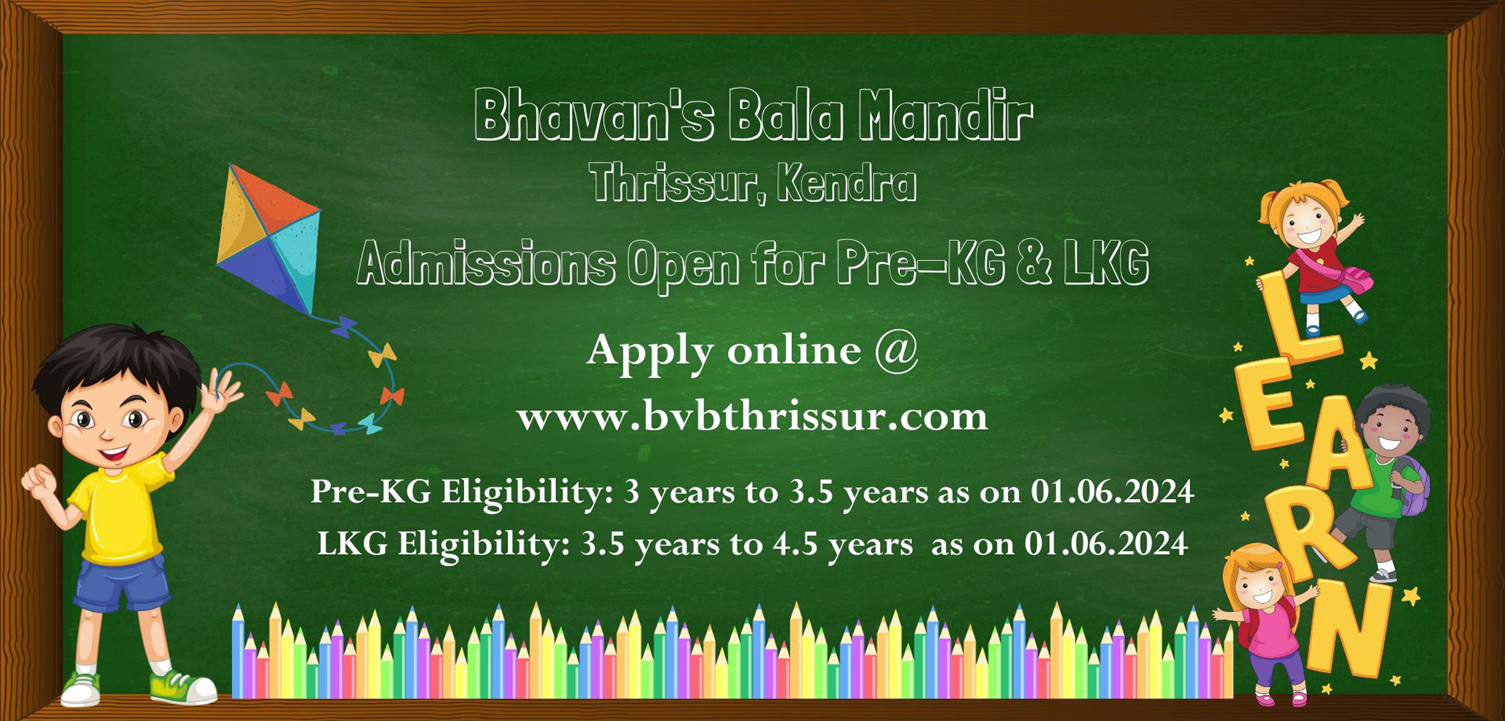 Bhavan's Bala Mandir
Thrissur, Kendra
Admissions Open for Pre-KG & LKG
Apply online @
www.bvbthrissur.com
Pre-KG Eligibility: 3 years to 3.5 years as on 01.06.2024
LKG Eligibility: 3.5 years to 4.5 years  as on 01.06.2024
LEARN